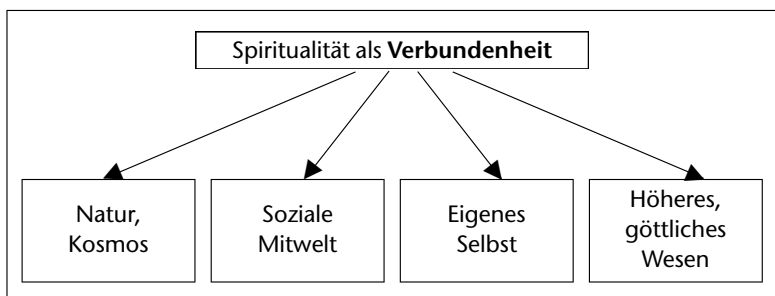 Spiritualität als Verbundenheit
Natur,
Kosmos
Soziale
Mitwelt
Eigenes
Selbst
Höheres,
göttliches
Wesen